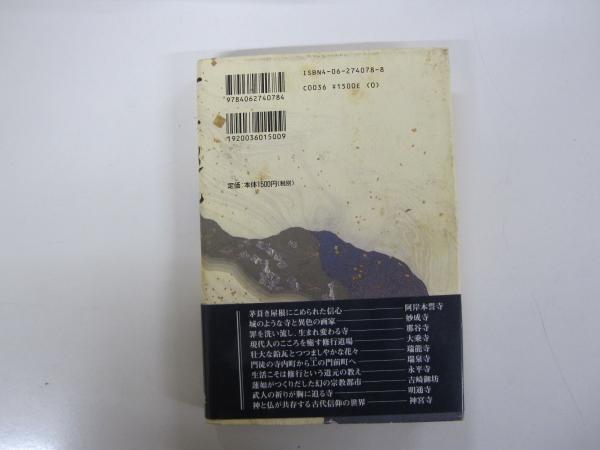 ISBN4-06-274078-8
C0036 ¥1500E (0)
9784062740784
1920036015009
定価:本体1500円(税別)
茅葺き屋根にこめられた信心――阿岸本誓寺
城のような寺と異色の画家――妙成寺
罪を洗い流し、生まれ変わる寺――那谷寺
現代人のこころを癒す修行道場――大乗寺
壮大な鉛瓦とつつましやかな花々――瑞龍寺
門徒の寺内町から工の門前町へ――瑞泉寺
生活こそは修行という道元の教え――永平寺
蓮如がつくりだした幻の宗教都市――吉崎御坊
武人の祈りが胸に迫る寺――明通寺
神と仏が共存する古代信仰の世界――神宮寺